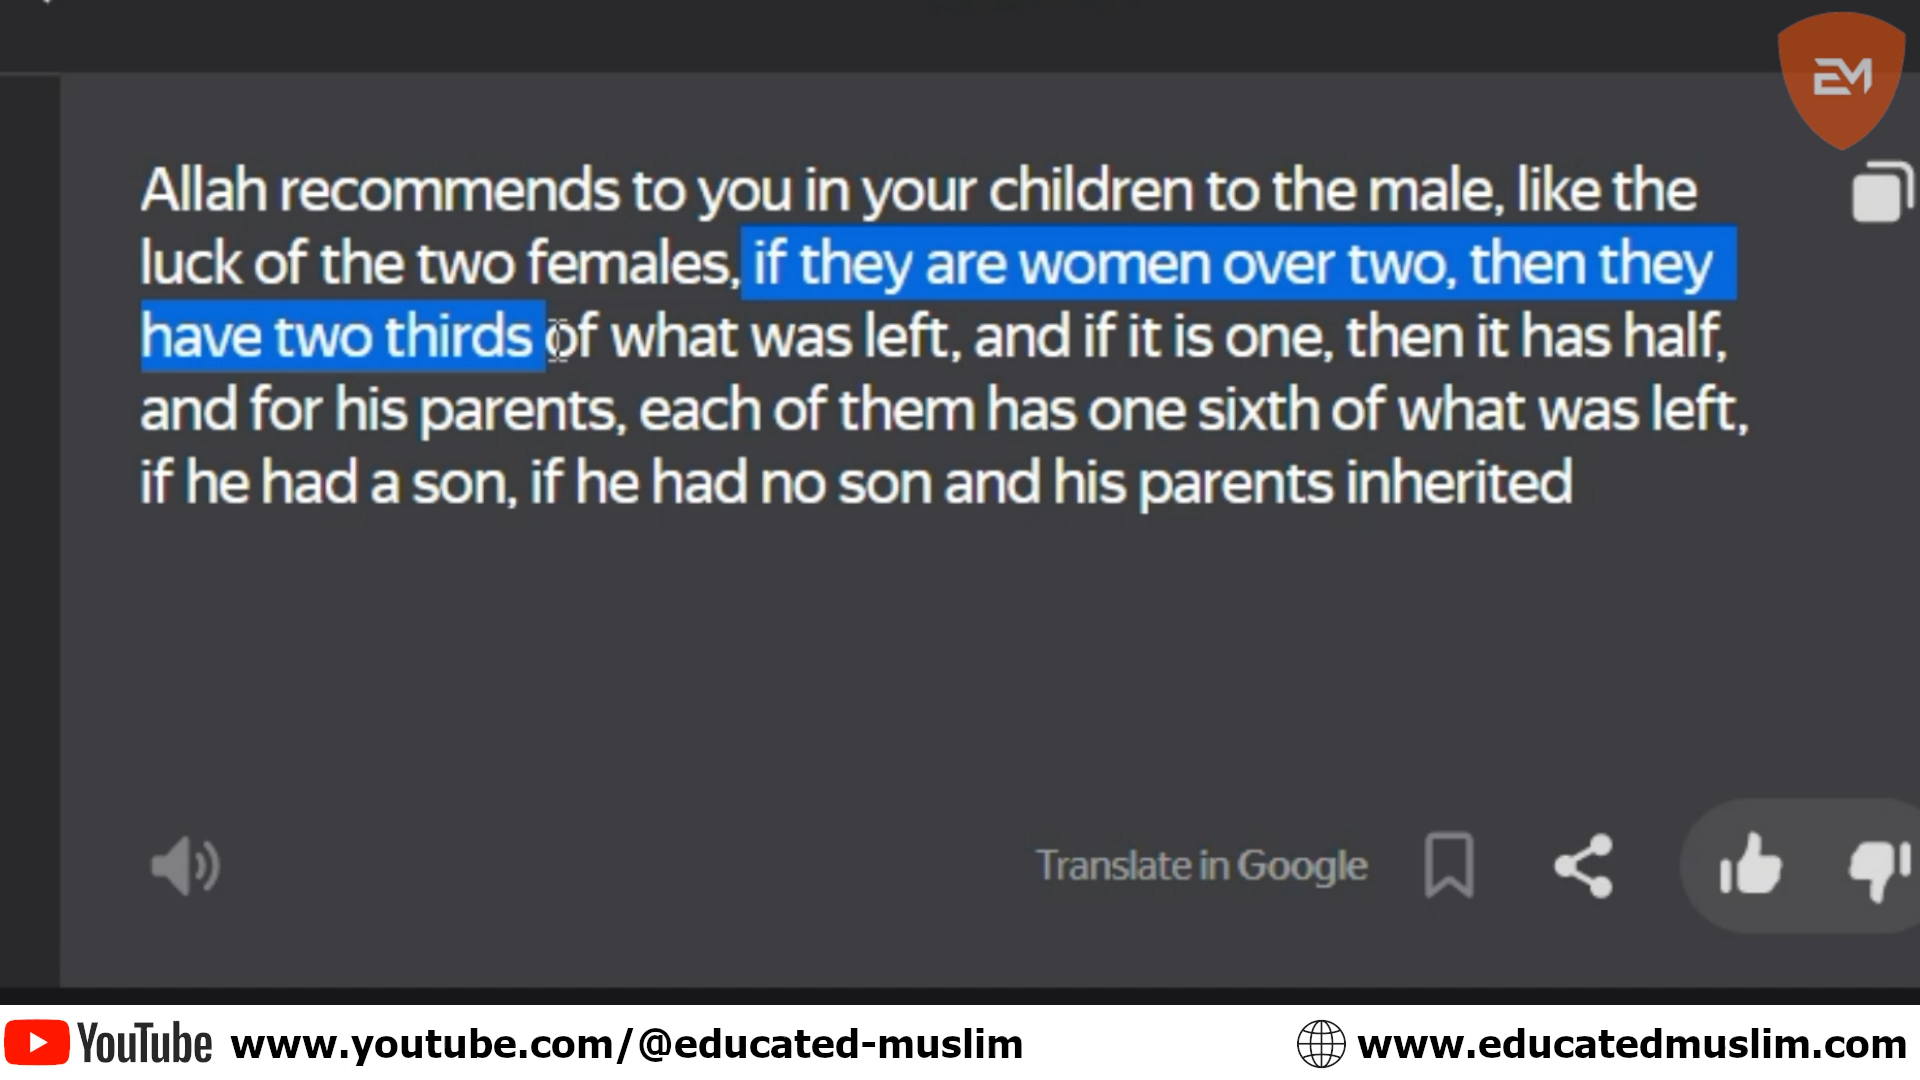 EM
Allah recommends to you in your children to the male, like the
luck of the two females, if they are women over two, then they
have two thirds of what was left, and if it is one, then it has half,
and for his parents, each of them has one sixth of what was left,
if he had a son, if he had no son and his parents inherited
Translate in Google
YouTube www.youtube.com/@educated-muslim www.educatedmuslim.com